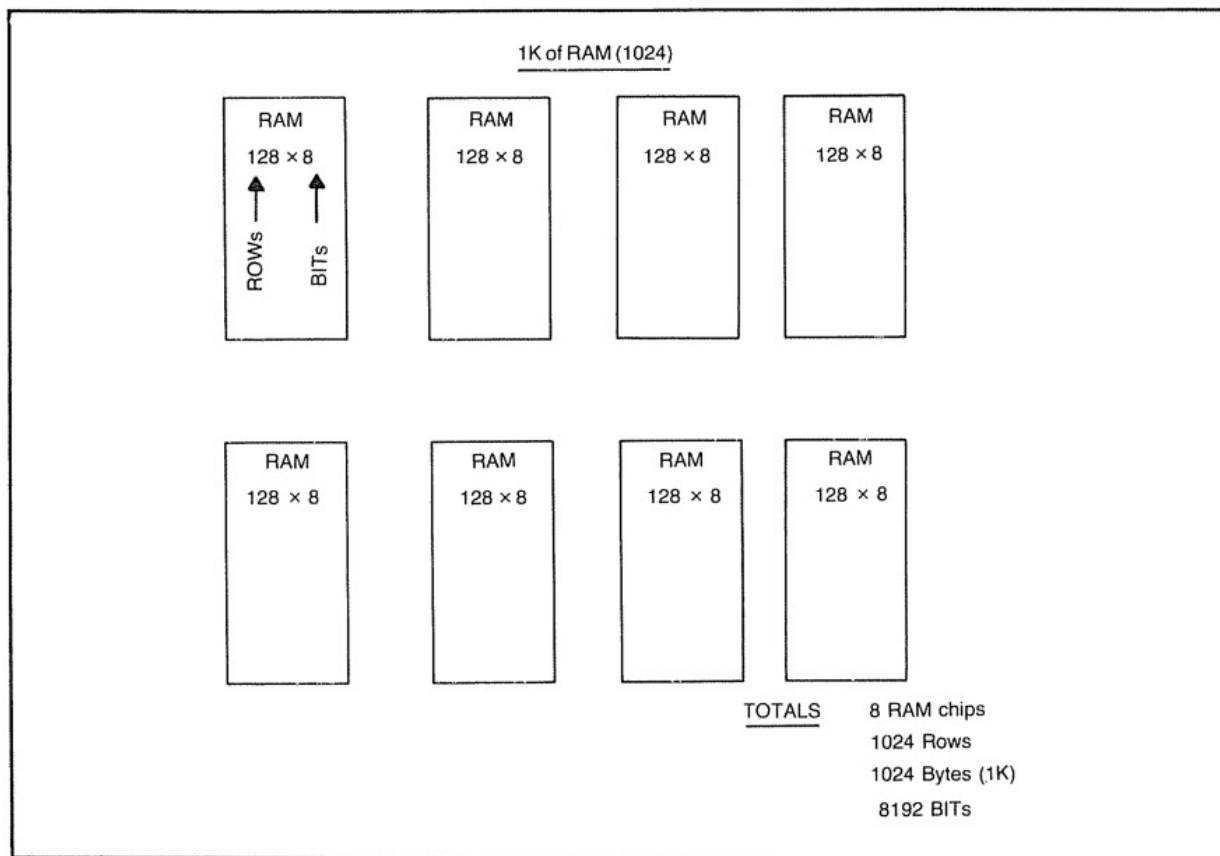 1K of RAM (1024)
RAM
128 × 8
ROWs
BITs
RAM
128 × 8
RAM
128 × 8
RAM
128 × 8
RAM
128 × 8
RAM
128 × 8
RAM
128 × 8
RAM
128 × 8
TOTALS
8 RAM chips
1024 Rows
1024 Bytes (1K)
8192 BITs